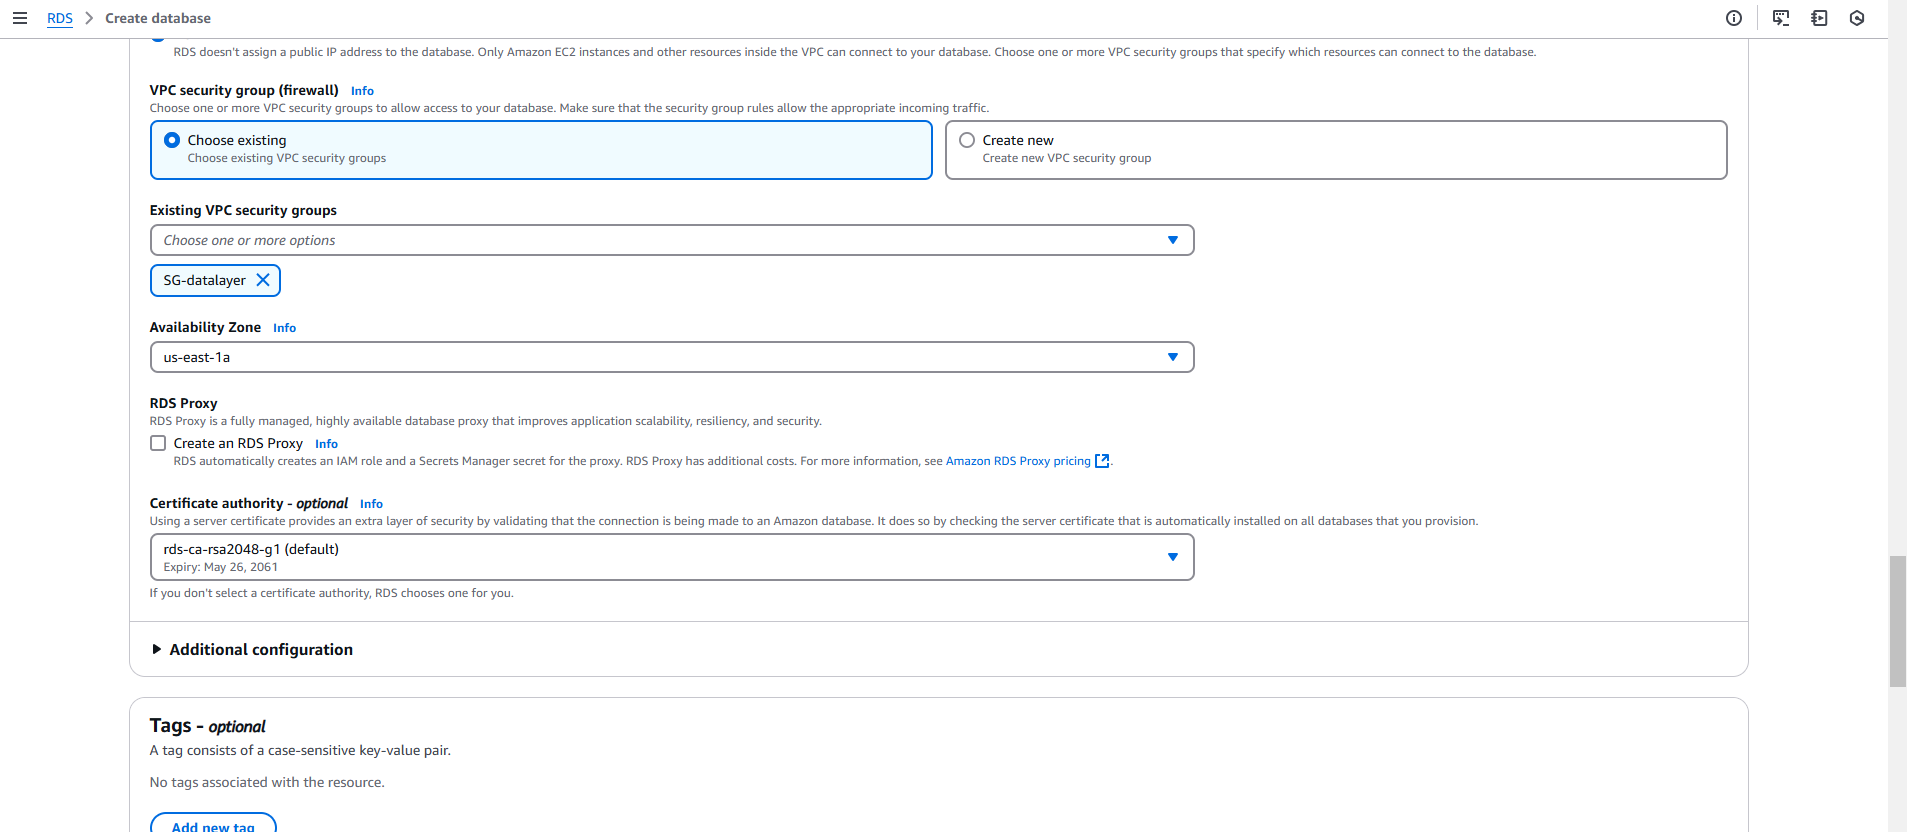 RDS > Create database
RDS doesn't assign a public IP address to the database. Only Amazon EC2 instances and other resources inside the VPC can connect to your database. Choose one or more VPC security groups that specify which resources can connect to the database.
VPC security group (firewall) Info
Choose one or more VPC security groups to allow access to your database. Make sure that the security group rules allow the appropriate incoming traffic.
Choose existing
Choose existing VPC security groups
Create new
Create new VPC security group
Existing VPC security groups
Choose one or more options
SG-datalayer
Availability Zone Info
us-east-1a
RDS Proxy
RDS Proxy is a fully managed, highly available database proxy that improves application scalability, resiliency, and security.
Create an RDS Proxy Info
RDS automatically creates an IAM role and a Secrets Manager secret for the proxy. RDS Proxy has additional costs. For more information, see Amazon RDS Proxy pricing.
Certificate authority - optional Info
Using a server certificate provides an extra layer of security by validating that the connection is being made to an Amazon database. It does so by checking the server certificate that is automatically installed on all databases that you provision.
rds-ca-rsa2048-g1 (default)
Expiry: May 26, 2061
If you don't select a certificate authority, RDS chooses one for you.
Additional configuration
Tags - optional
A tag consists of a case-sensitive key-value pair.
No tags associated with the resource.
Add new tag